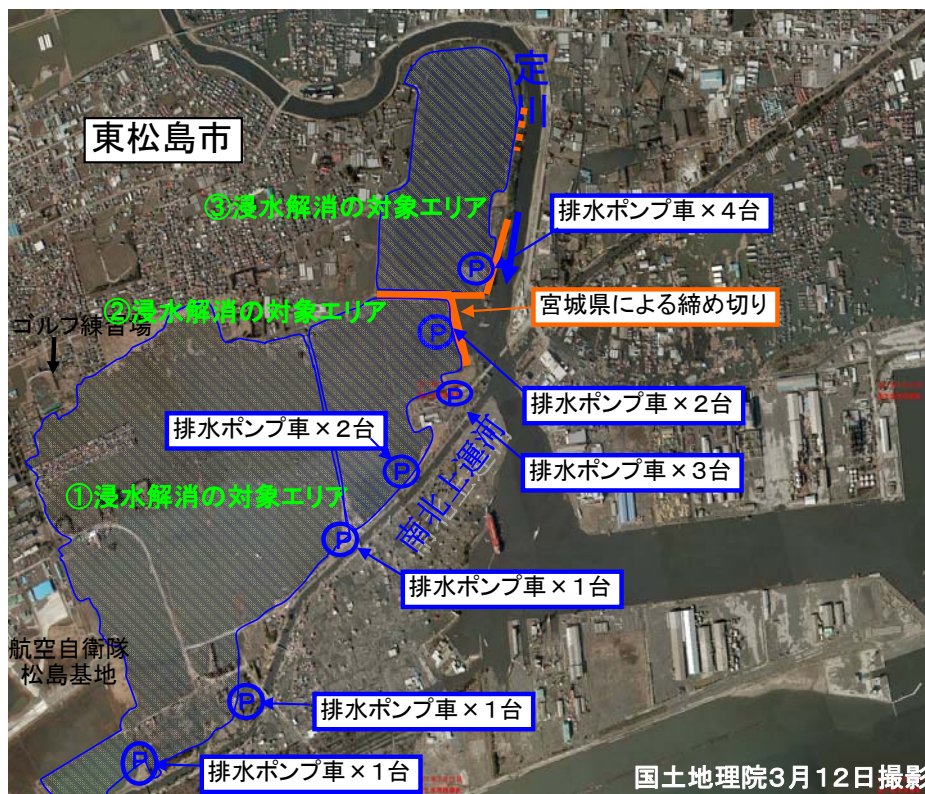 定川
東松島市
③浸水解消の対象エリア
排水ポンプ車×4台
②浸水解消の対象エリア
宮城県による締め切り
ゴルフ練習場
P
P
排水ポンプ車×2台
P
排水ポンプ車×2台
排水ポンプ車×3台
P
南北上運河
①浸水解消の対象エリア
P
排水ポンプ車×1台
航空自衛隊
松島基地
P
排水ポンプ車×1台
P
排水ポンプ車×1台
国土地理院3月12日撮影